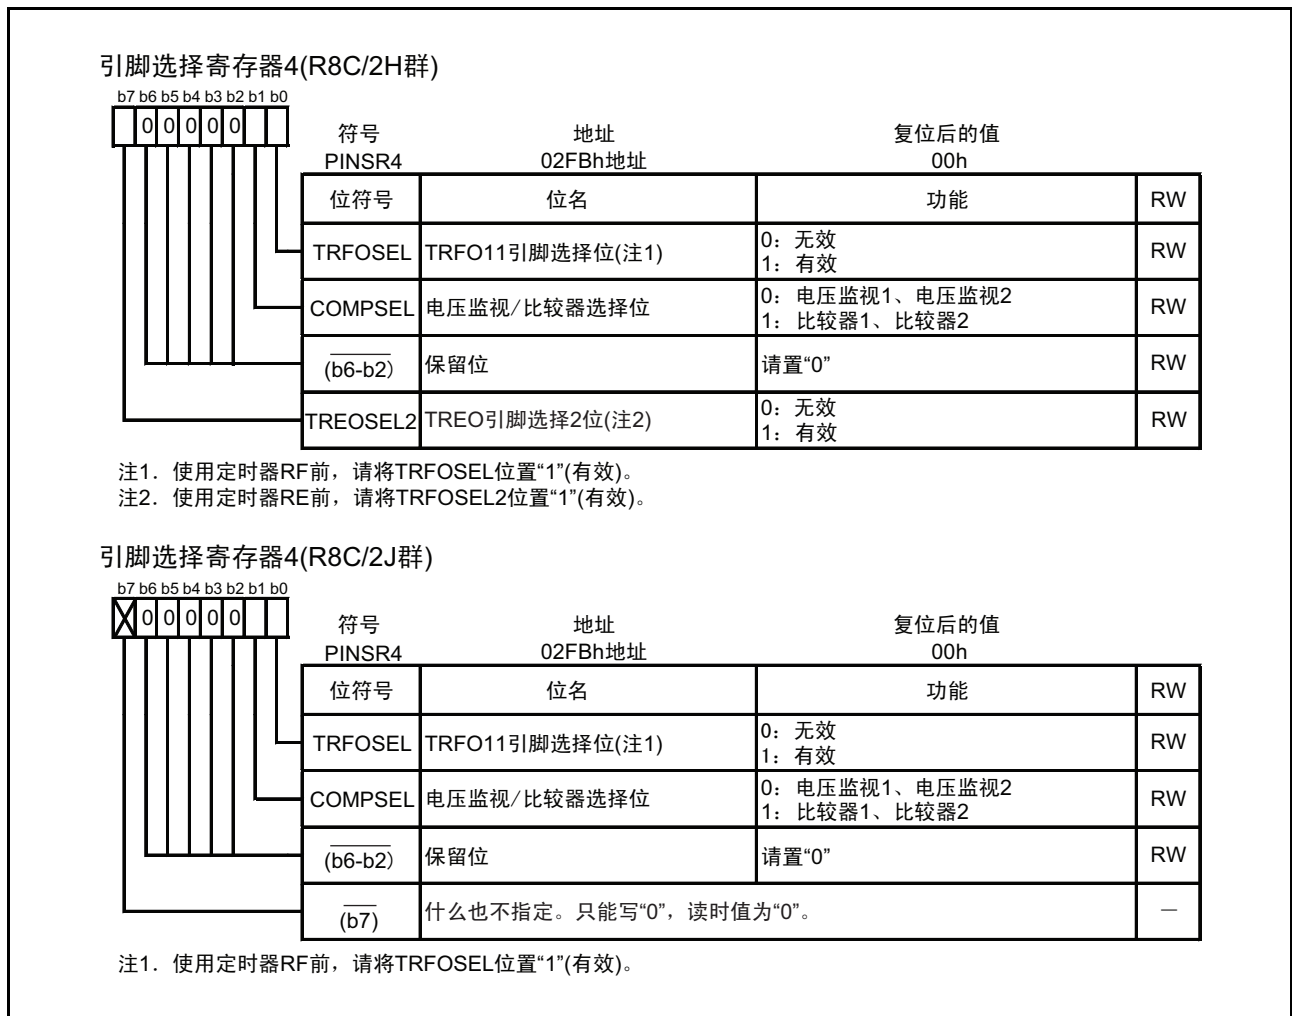 引脚选择寄存器4(R8C/2H群)
b7 b6 b5 b4 b3 b2 b1 b0
0 0 0 0 0
符号 地址 复位后的值
PINSR4 02FBh地址 00h
位符号 位名 功能 RW
TRFOSEL TRFO11引脚选择位(注1) 0：无效 RW
1：有效
COMPSEL 电压监视/比较器选择位 0：电压监视1、电压监视2 RW
1：比较器1、比较器2
(b6-b2) 保留位 请置“0” RW
TREOSEL2 TREO引脚选择2位(注2) 0：无效 RW
1：有效
注1．使用定时器RF前，请将TRFOSEL位置“1”(有效)。
注2．使用定时器RE前，请将TRFOSEL2位置“1”(有效)。
引脚选择寄存器4(R8C/2J群)
b7 b6 b5 b4 b3 b2 b1 b0
0 0 0 0 0
符号 地址 复位后的值
PINSR4 02FBh地址 00h
位符号 位名 功能 RW
TRFOSEL TRFO11引脚选择位(注1) 0：无效 RW
1：有效
COMPSEL 电压监视/比较器选择位 0：电压监视1、电压监视2 RW
1：比较器1、比较器2
(b6-b2) 保留位 请置“0” RW
(b7) 什么也不指定。只能写“0”，读时值为“0”。 －
注1．使用定时器RF前，请将TRFOSEL位置“1”(有效)。